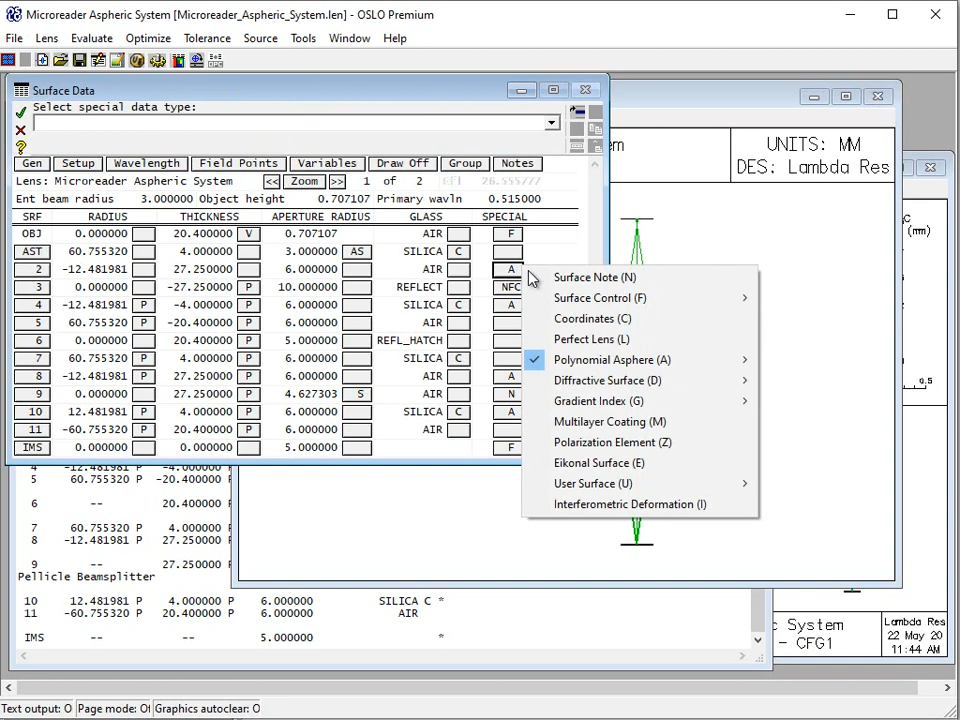 Microreader Aspheric System [Microreader_Aspheric_System.len] - OSLO Premium
File Lens Evaluate Optimize Tolerance Source Tools Window Help
Surface Data
Select special data type:
Gen Setup Wavelength Field Points Variables Draw Off Group Notes
Lens: Microreader Aspheric System << Zoom >> 1 of 2 Efl 26.555777
Ent beam radius 3.000000 Object height 0.707107 Primary wavln 0.515000
SRF RADIUS THICKNESS APERTURE RADIUS GLASS SPECIAL
OBJ 0.000000 20.400000 V 0.707107 AIR F
AST 60.755320 4.000000 3.000000 AS SILICA C
2 -12.481981 27.250000 6.000000 AIR A
3 0.000000 -27.250000 P 10.000000 REFLECT NFC
4 -12.481981 P -4.000000 P 6.000000 SILICA C A
5 60.755320 P -20.400000 P 6.000000 AIR
6 0.000000 20.400000 P 6.000000 REFL_HATCH
7 60.755320 P 4.000000 P 6.000000 SILICA C
8 -12.481981 P 27.250000 P 6.000000 AIR A
9 0.000000 27.250000 P 4.627303 S AIR N
10 12.481981 P 4.000000 P 6.000000 SILICA C A
11 -60.755320 P 20.400000 P 6.000000 AIR
IMS 0.000000 0.000000 5.000000 F
Surface Note (N)
Surface Control (F)
Coordinates (C)
Perfect Lens (L)
Polynomial Asphere (A)
Diffractive Surface (D)
Gradient Index (G)
Multilayer Coating (M)
Polarization Element (Z)
Eikonal Surface (E)
User Surface (U)
Interferometric Deformation (I)
em
UNITS: MM
DES: Lambda Res
C
(mm)
0.5
4 -12.481981 P -4.000000
5 60.755320 P -20.400000 P
6 -- 20.400000 P
7 60.755320 P 4.000000 P
8 -12.481981 P 27.250000 P
9 -- 27.250000 P
Pellicle Beamsplitter
10 12.481981 P 4.000000 P 6.000000 SILICA C *
11 -60.755320 P 20.400000 P 6.000000 AIR
IMS -- -- 5.000000 *
c System
- CFG1
Lambda Res
22 May 20
11:44 AM
Text output: O Page mode: Of Graphics autoclear: O